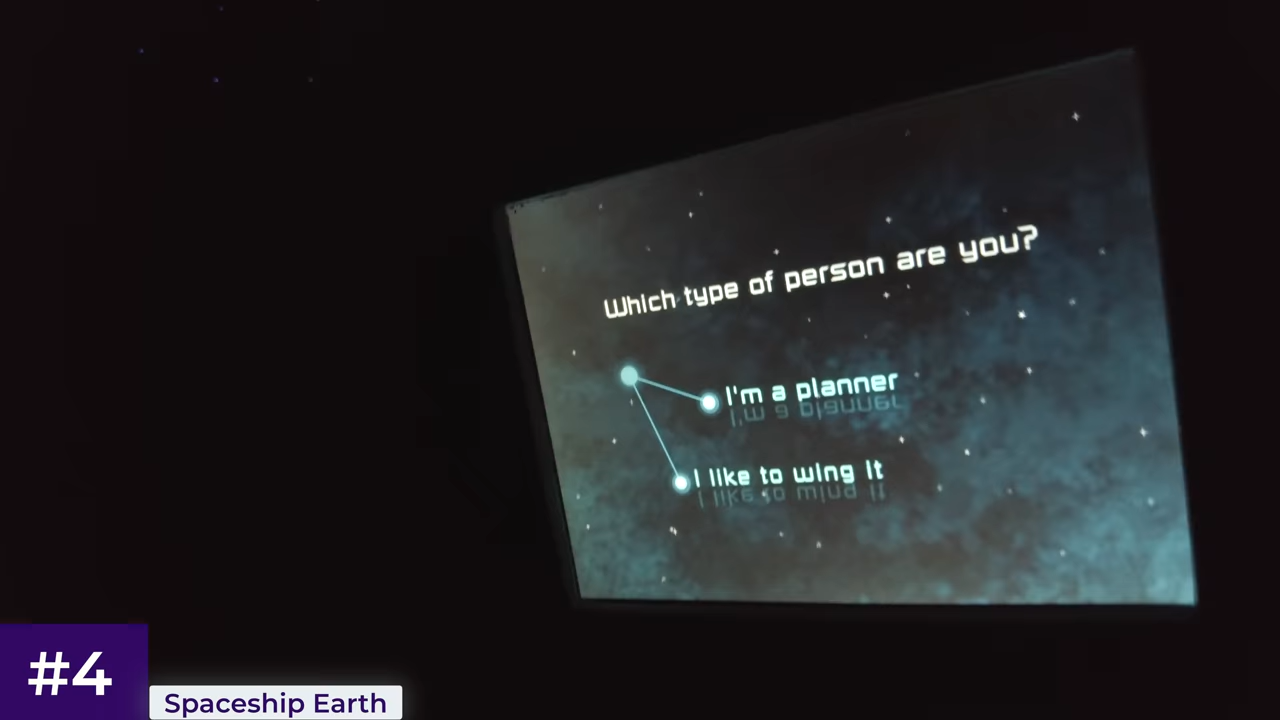 Which type of person are you?
I'm a planner
I like to wing it
#4
Spaceship Earth